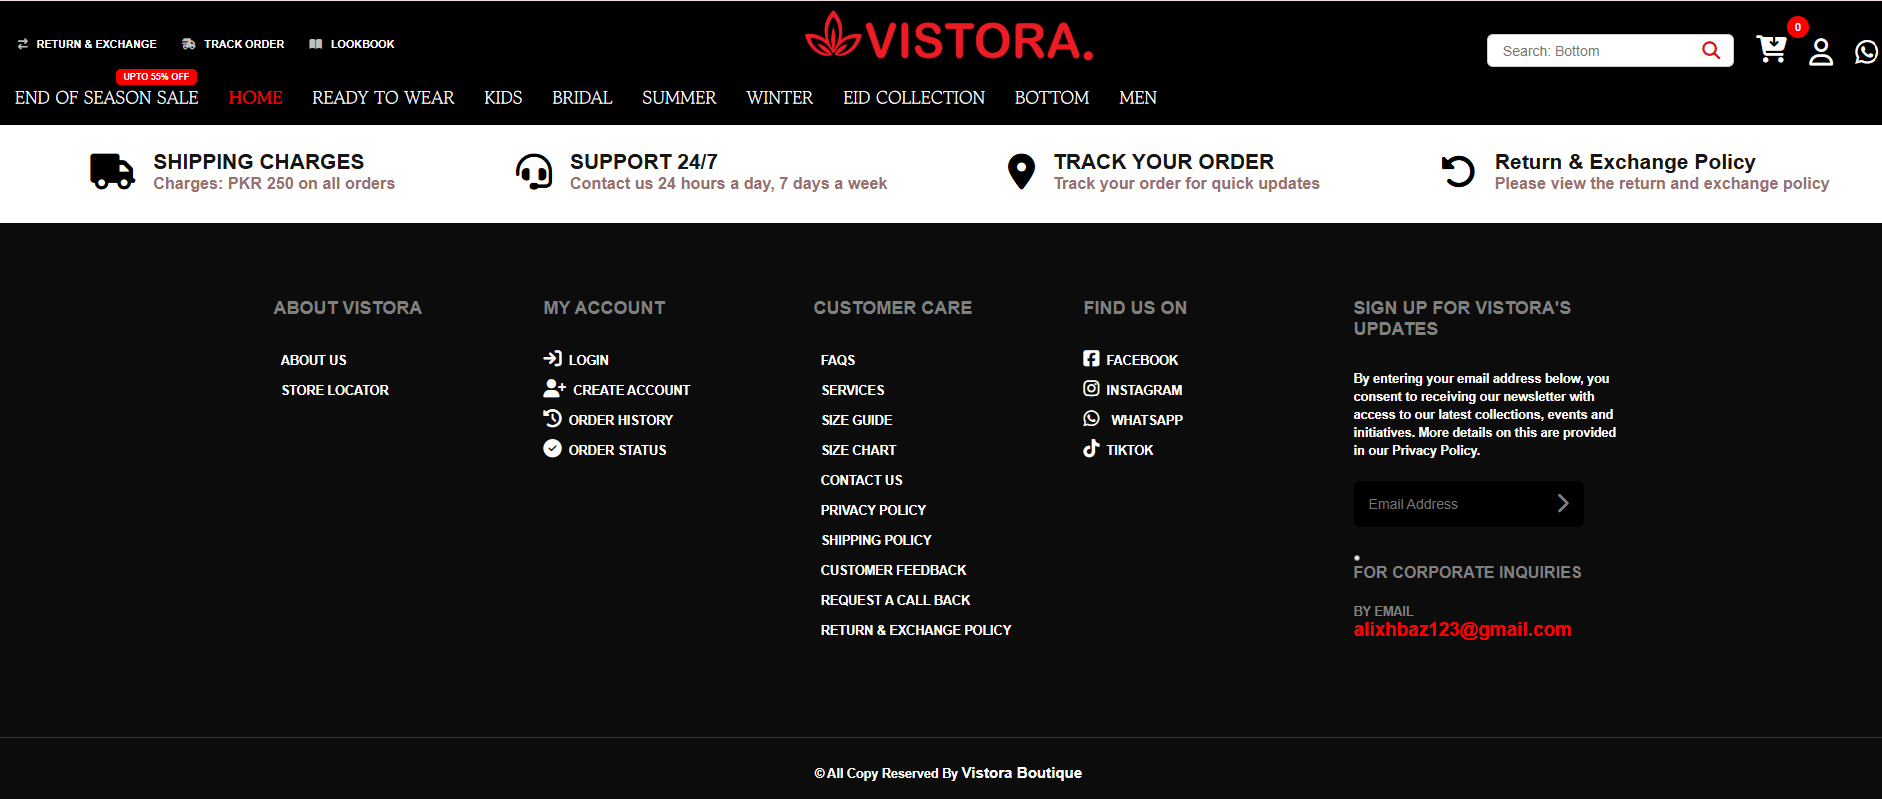 RETURN & EXCHANGE
TRACK ORDER
LOOKBOOK
VISTORA.
Search: Bottom
0
UPTO 55% OFF
END OF SEASON SALE
HOME
READY TO WEAR
KIDS
BRIDAL
SUMMER
WINTER
EID COLLECTION
BOTTOM
MEN
SHIPPING CHARGES
Charges: PKR 250 on all orders
SUPPORT 24/7
Contact us 24 hours a day, 7 days a week
TRACK YOUR ORDER
Track your order for quick updates
Return & Exchange Policy
Please view the return and exchange policy
ABOUT VISTORA
ABOUT US
STORE LOCATOR
MY ACCOUNT
LOGIN
CREATE ACCOUNT
ORDER HISTORY
ORDER STATUS
CUSTOMER CARE
FAQS
SERVICES
SIZE GUIDE
SIZE CHART
CONTACT US
PRIVACY POLICY
SHIPPING POLICY
CUSTOMER FEEDBACK
REQUEST A CALL BACK
RETURN & EXCHANGE POLICY
FIND US ON
FACEBOOK
INSTAGRAM
WHATSAPP
TIKTOK
SIGN UP FOR VISTORA'S
UPDATES
By entering your email address below, you
consent to receiving our newsletter with
access to our latest collections, events and
initiatives. More details on this are provided
in our Privacy Policy.
Email Address
FOR CORPORATE INQUIRIES
BY EMAIL
alixhbaz123@gmail.com
© All Copy Reserved By Vistora Boutique